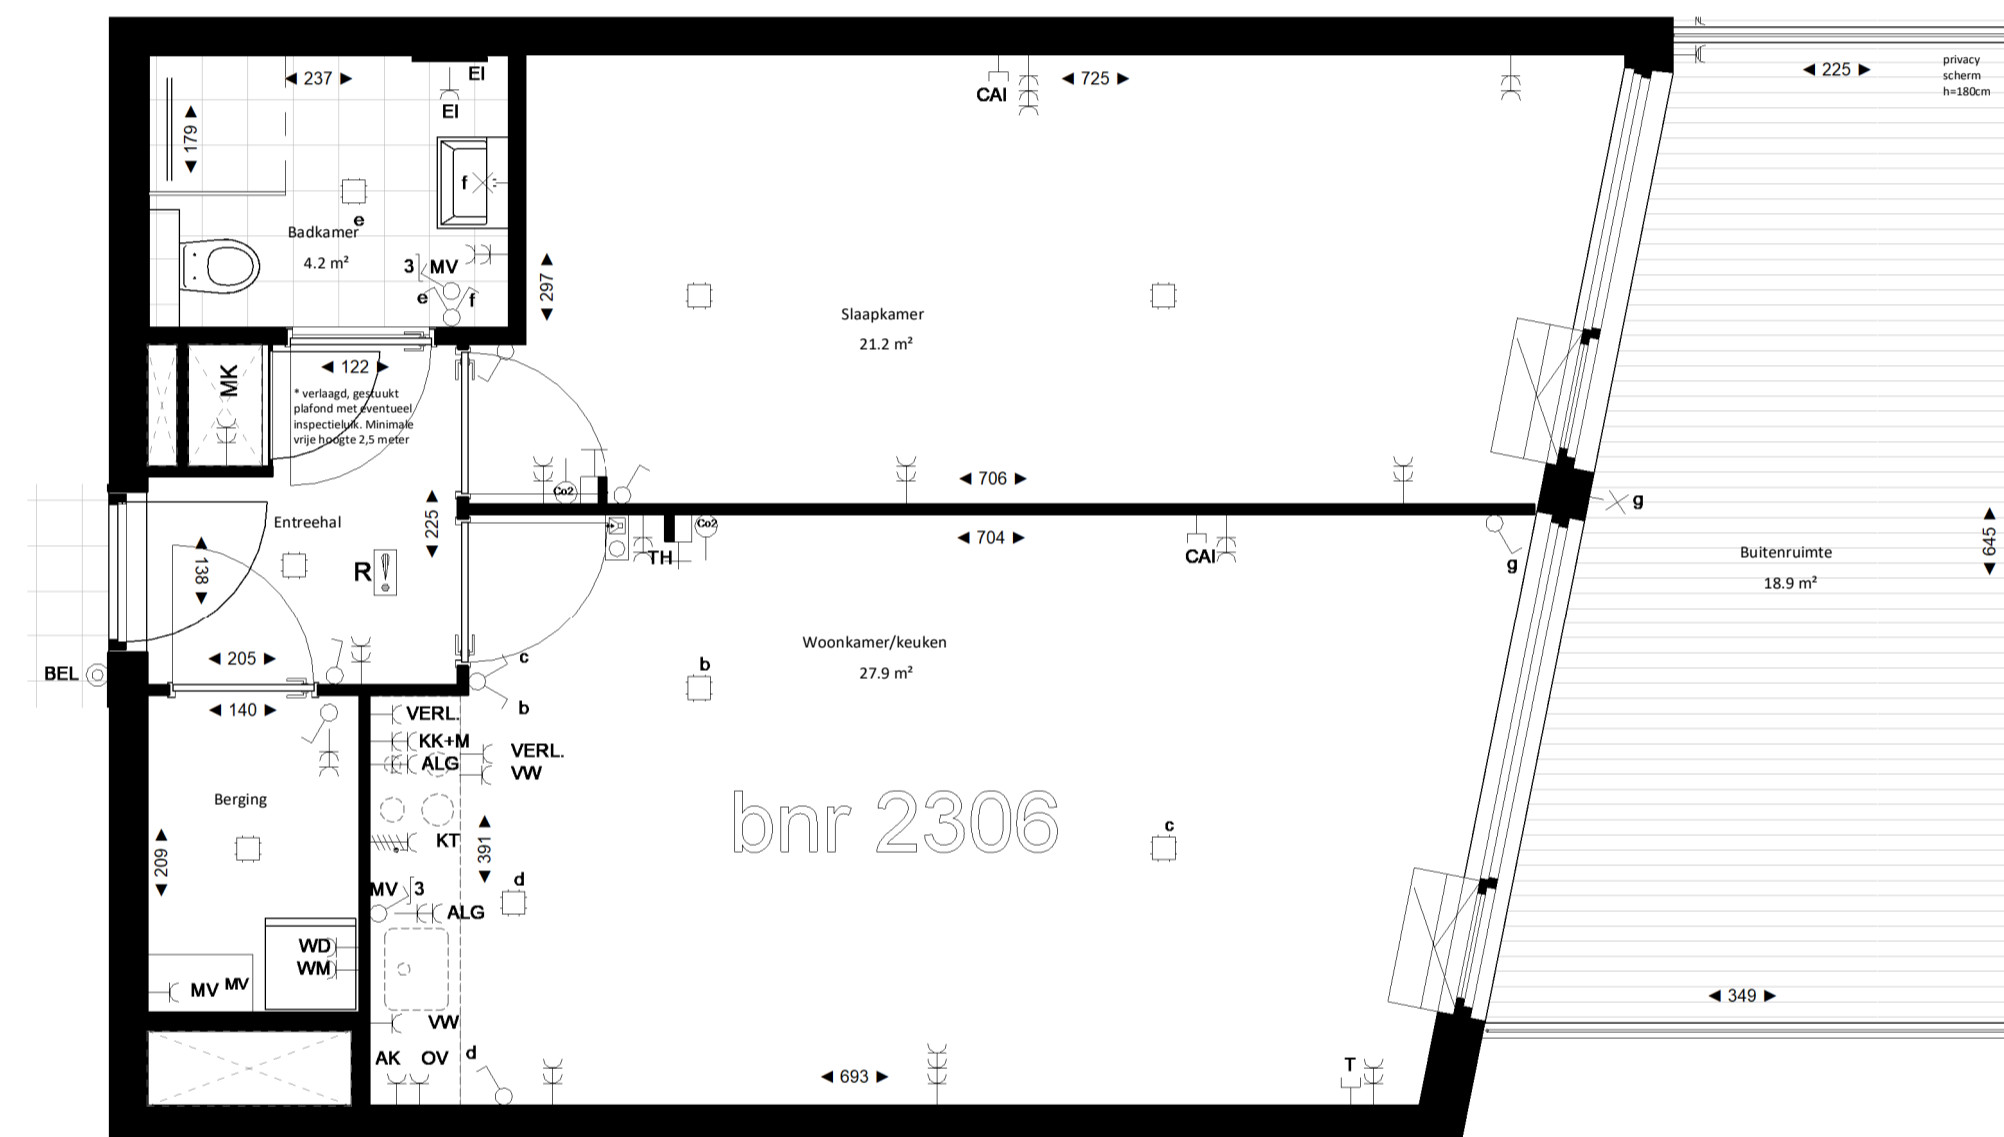 ◄ 237 ►
EI
EI
◄ 179 ►
f
e
Badkamer
4.2 m²
3
MV
e
f
◄ 725 ►
CAI
◄ 297 ►
Slaapkamer
21.2 m²
◄ 225 ►
privacy
scherm
h=180cm
MK
◄ 122 ►
* verlaagd, gestuukt
plafond met eventueel
inspectieluik. Minimale
vrije hoogte 2,5 meter
◄ 706 ►
Co2
g
Entreehal
◄ 225 ►
◄ 138 ►
R
◄ 205 ►
BEL
TH
Co2
◄ 704 ►
CAI
g
Buitenruimte
18.9 m²
◄ 645 ►
Woonkamer/keuken
27.9 m²
c
b
b
◄ 140 ►
VERL.
KK+M
ALG
VERL.
VW
Berging
◄ 209 ►
KT
◄ 391 ►
bnr 2306
c
MV
3
d
ALG
WD
WM
MV
MV
VW
AK
OV
d
◄ 693 ►
T
◄ 349 ►